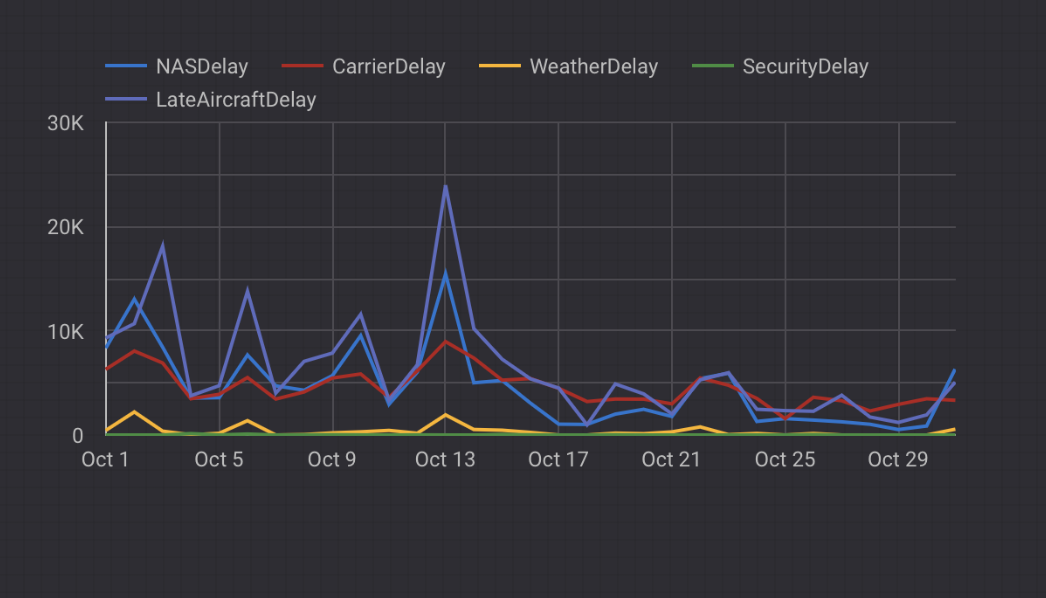 NASDelay CarrierDelay WeatherDelay SecurityDelay
LateAircraftDelay
30K
20K
10K
0
Oct 1 Oct 5 Oct 9 Oct 13 Oct 17 Oct 21 Oct 25 Oct 29